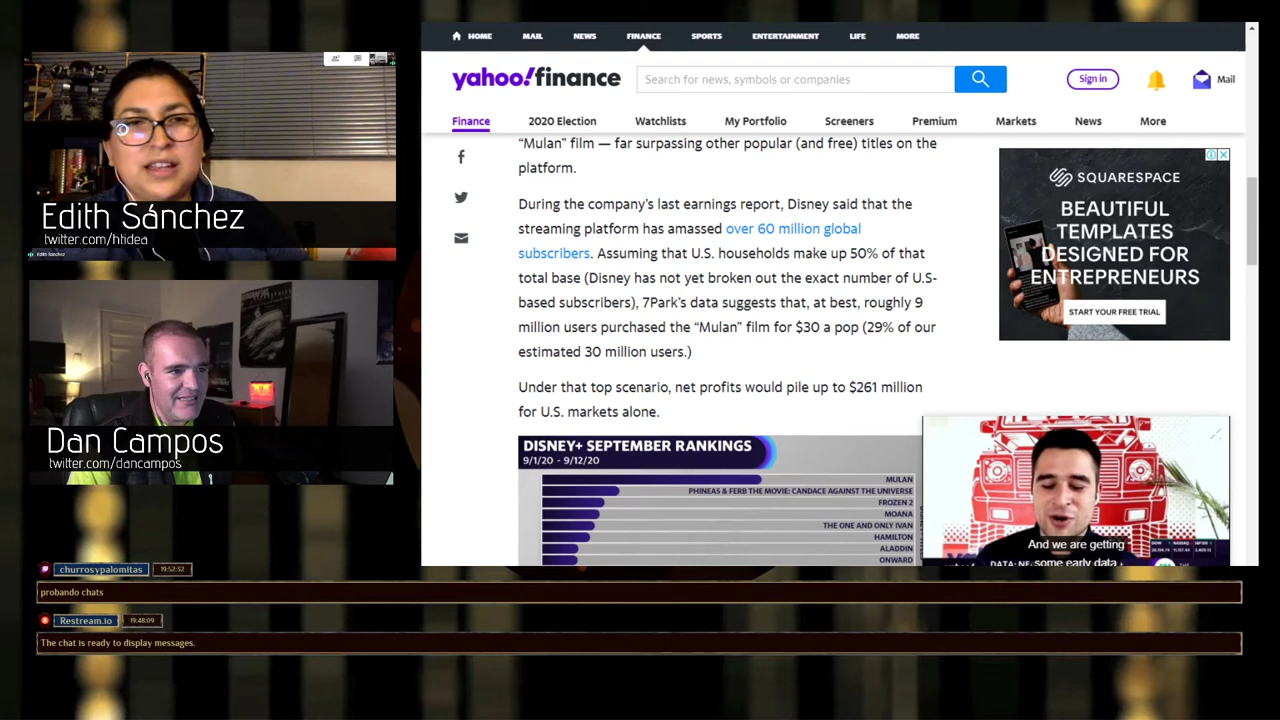 HOME MAIL NEWS FINANCE SPORTS ENTERTAINMENT LIFE MORE
yahoo!finance
Search for news, symbols or companies
Sign in
Mail
Finance 2020 Election Watchlists My Portfolio Screeners Premium Markets News More
“Mulan” film — far surpassing other popular (and free) titles on the
platform.
During the company’s last earnings report, Disney said that the
streaming platform has amassed over 60 million global
subscribers. Assuming that U.S. households make up 50% of that
total base (Disney has not yet broken out the exact number of U.S-
based subscribers), 7Park’s data suggests that, at best, roughly 9
million users purchased the “Mulan” film for $30 a pop (29% of our
estimated 30 million users.)
Under that top scenario, net profits would pile up to $261 million
for U.S. markets alone.
DISNEY+ SEPTEMBER RANKINGS
9/1/20 - 9/12/20
MULAN
PHINEAS & FERB THE MOVIE: CANDACE AGAINST THE UNIVERSE
FROZEN 2
MOANA
THE ONE AND ONLY IVAN
HAMILTON
ALADDIN
ONWARD
SQUARESPACE
BEAUTIFUL
TEMPLATES
DESIGNED FOR
ENTREPRENEURS
START YOUR FREE TRIAL
And we are getting
some early data
Edith Sánchez
twitter.com/htidea
Edith Sánchez
Dan Campos
twitter.com/dancampos
churrosypalomitas 19:52:32
probando chats
Restream.io 19:48:09
The chat is ready to display messages.